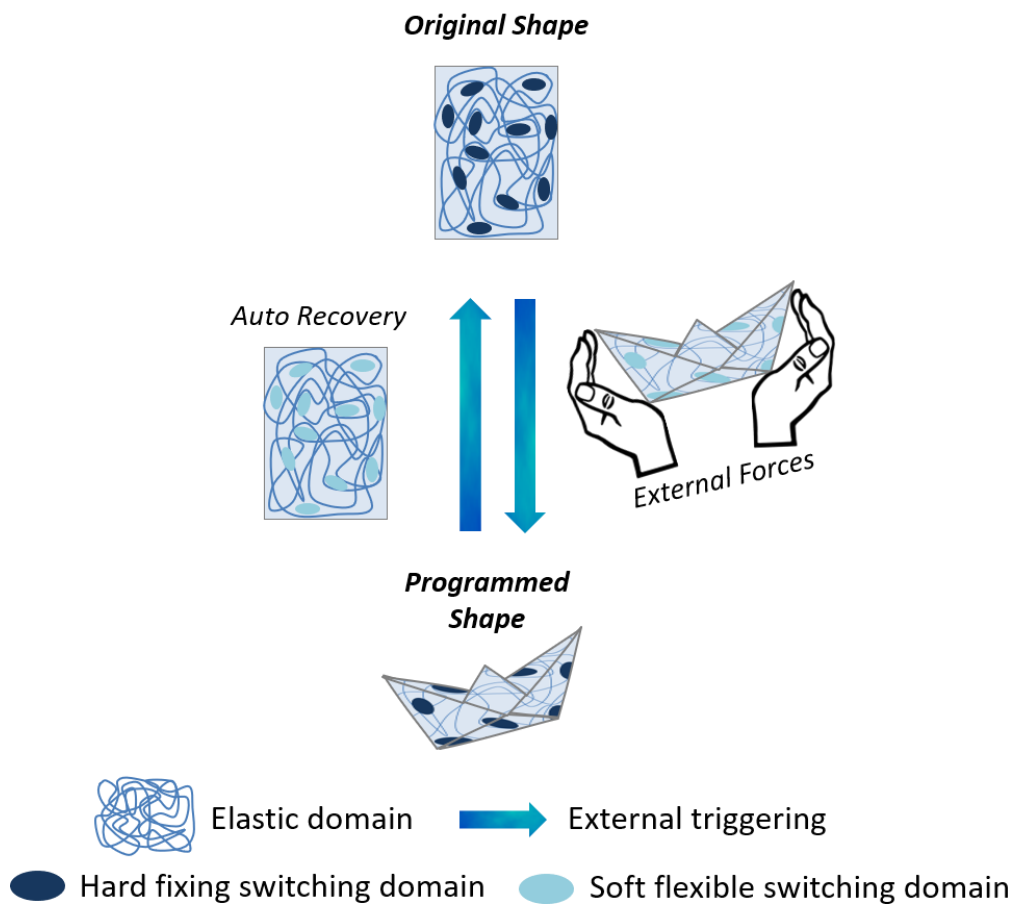 Original Shape
Auto Recovery
External Forces
Programmed
Shape
Elastic domain
External triggering
Hard fixing switching domain
Soft flexible switching domain